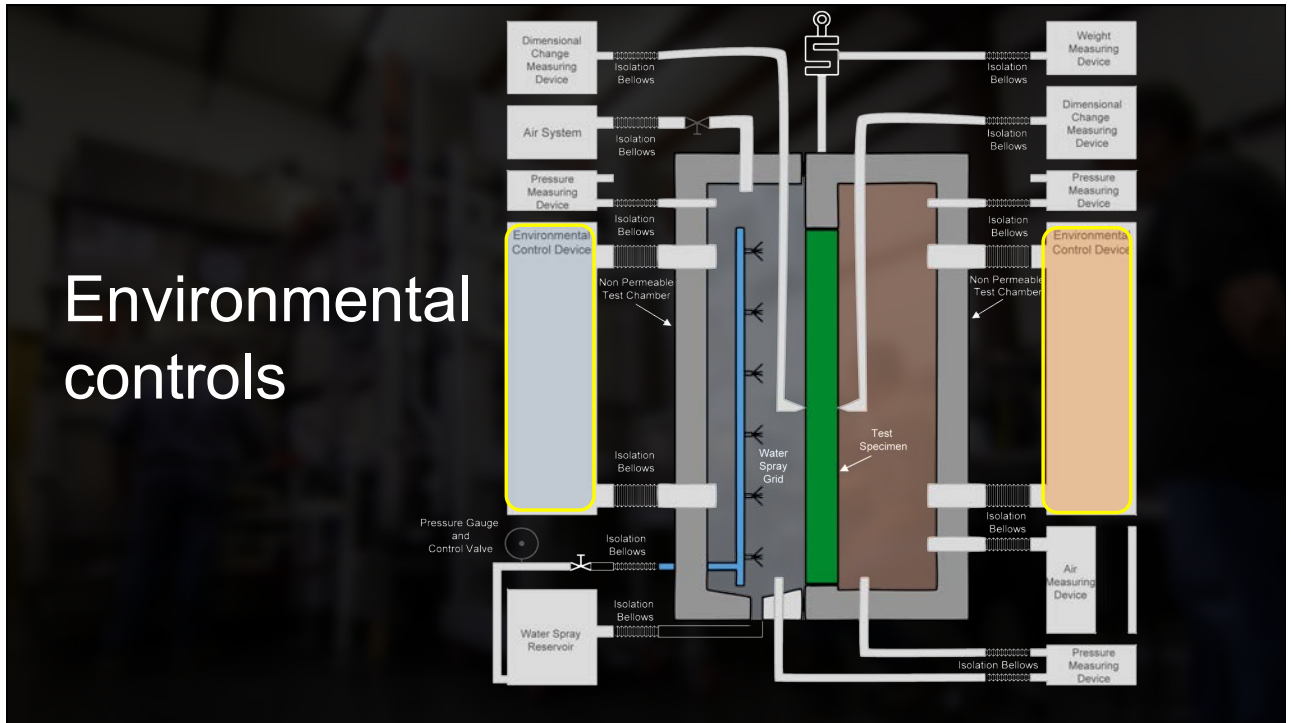 Environmental
controls
Dimensional
Change
Measuring
Device
Isolation
Bellows
Air System
Isolation
Bellows
Pressure
Measuring
Device
Isolation
Bellows
Environmental
Control Device
Non Permeable
Test Chamber
Isolation
Bellows
Pressure Gauge
and
Control Valve
Isolation
Bellows
Isolation
Bellows
Water Spray
Reservoir
Water
Spray
Grid
Test
Specimen
Weight
Measuring
Device
Isolation
Bellows
Dimensional
Change
Measuring
Device
Isolation
Bellows
Pressure
Measuring
Device
Isolation
Bellows
Environmental
Control Device
Non Permeable
Test Chamber
Isolation
Bellows
Air
Measuring
Device
Isolation Bellows
Pressure
Measuring
Device